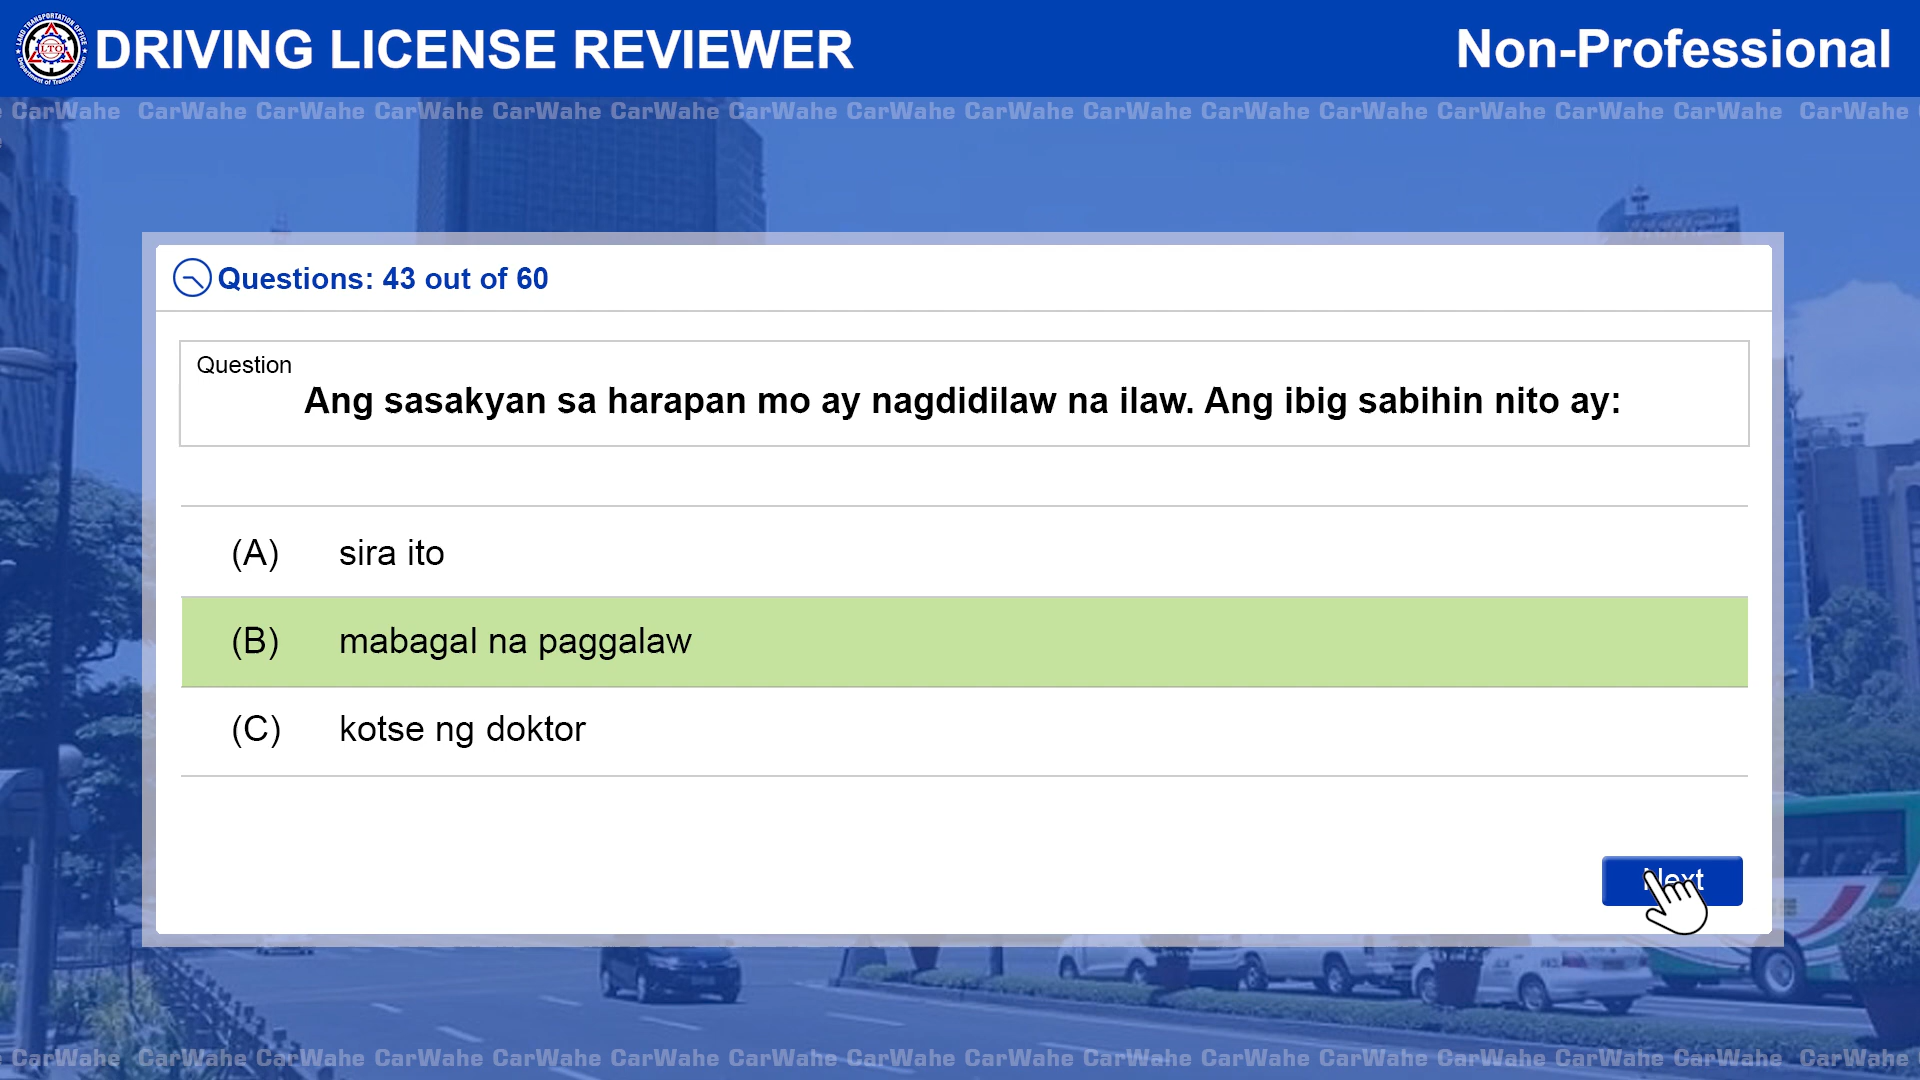 DRIVING LICENSE REVIEWER
Non-Professional
CarWahe CarWahe CarWahe CarWahe CarWahe CarWahe CarWahe CarWahe CarWahe CarWahe CarWahe CarWahe CarWahe CarWahe CarWahe CarWahe
Questions: 43 out of 60
Question
Ang sasakyan sa harapan mo ay nagdidilaw na ilaw. Ang ibig sabihin nito ay:
(A) sira ito
(B) mabagal na paggalaw
(C) kotse ng doktor
Next
CarWahe CarWahe CarWahe CarWahe CarWahe CarWahe CarWahe CarWahe CarWahe CarWahe CarWahe CarWahe CarWahe CarWahe CarWahe CarWahe